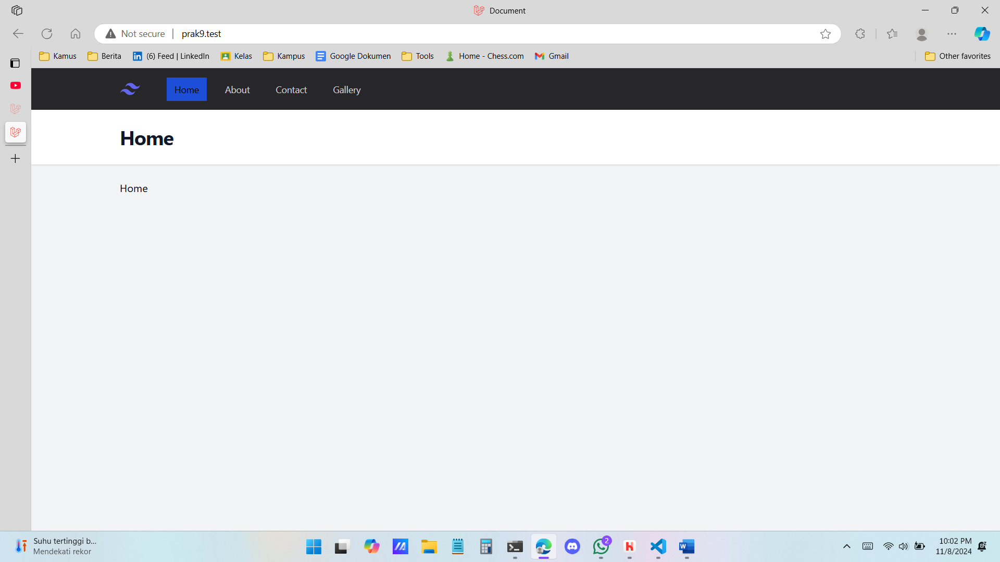 Document
Not secure
prak9.test
Kamus
Berita
(6) Feed | LinkedIn
Kelas
Kampus
Google Dokumen
Tools
Home - Chess.com
Gmail
Other favorites
Home
About
Contact
Gallery
Home
Home
Suhu tertinggi b...
Mendekati rekor
2
10:02 PM
11/8/2024